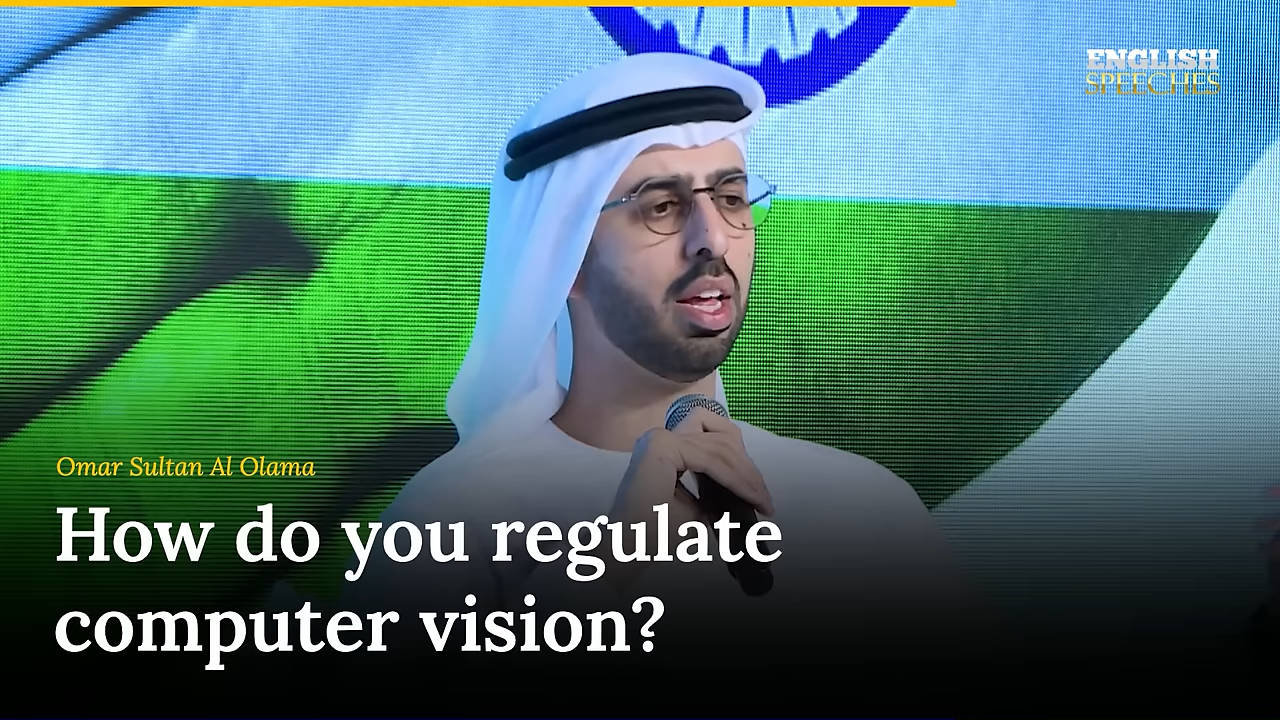 ENGLISH
SPEECHES
Omar Sultan Al Olama
How do you regulate
computer vision?